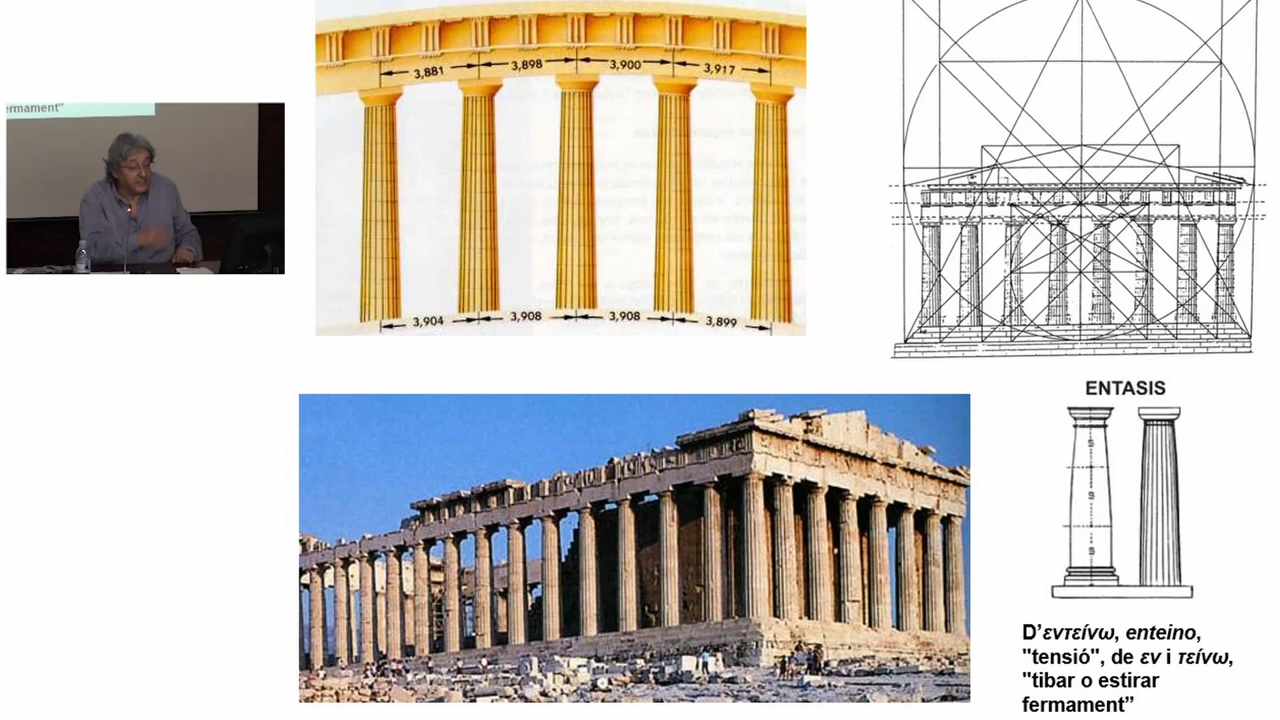 ermament"
3,881
3,898
3,900
3,917
3,904
3,908
3,908
3,899
ENTASIS
D'εντείνω, enteino,
"tensió", de εν i τείνω,
"tibar o estirar
fermament”